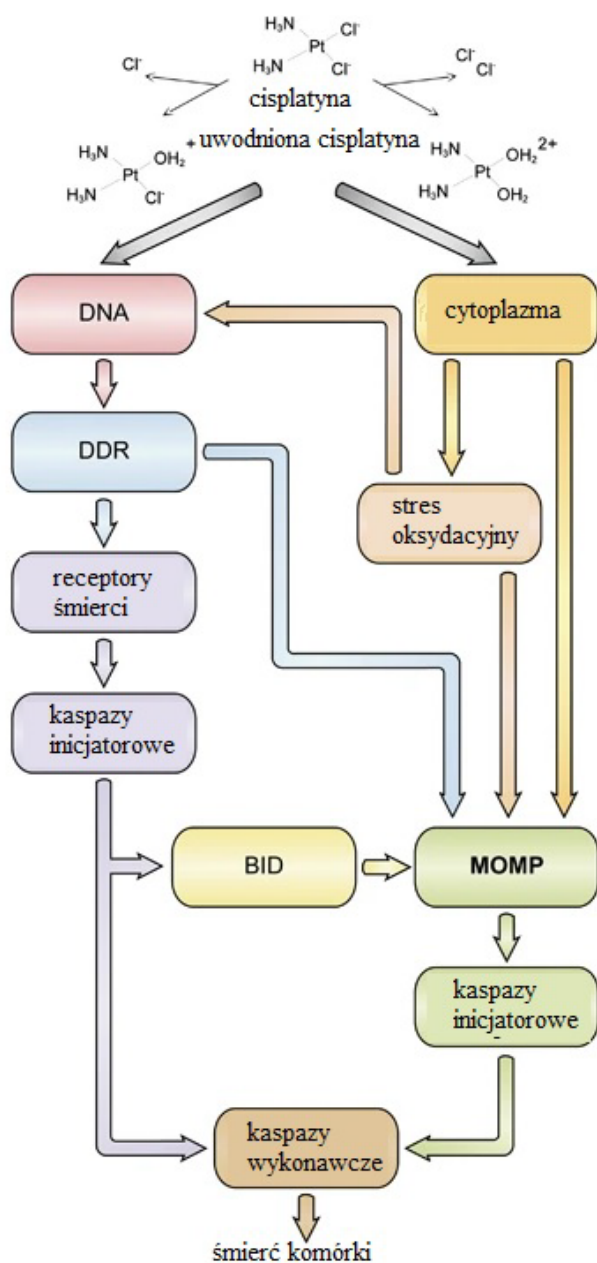 H₃N Cl⁻
Pt
H₃N Cl⁻
Cl⁻
Cl⁻
Cl⁻
cisplatyna
uwodniona cisplatyna
H₃N OH₂ +
Pt
H₃N Cl⁻
H₃N OH₂ 2+
Pt
H₃N OH₂
DNA
cytoplazma
DDR
stres
oksydacyjny
receptory
śmierci
kaspazy
inicjatorowe
BID
MOMP
kaspazy
inicjatorowe
kaspazy
wykonawcze
śmierć komórki